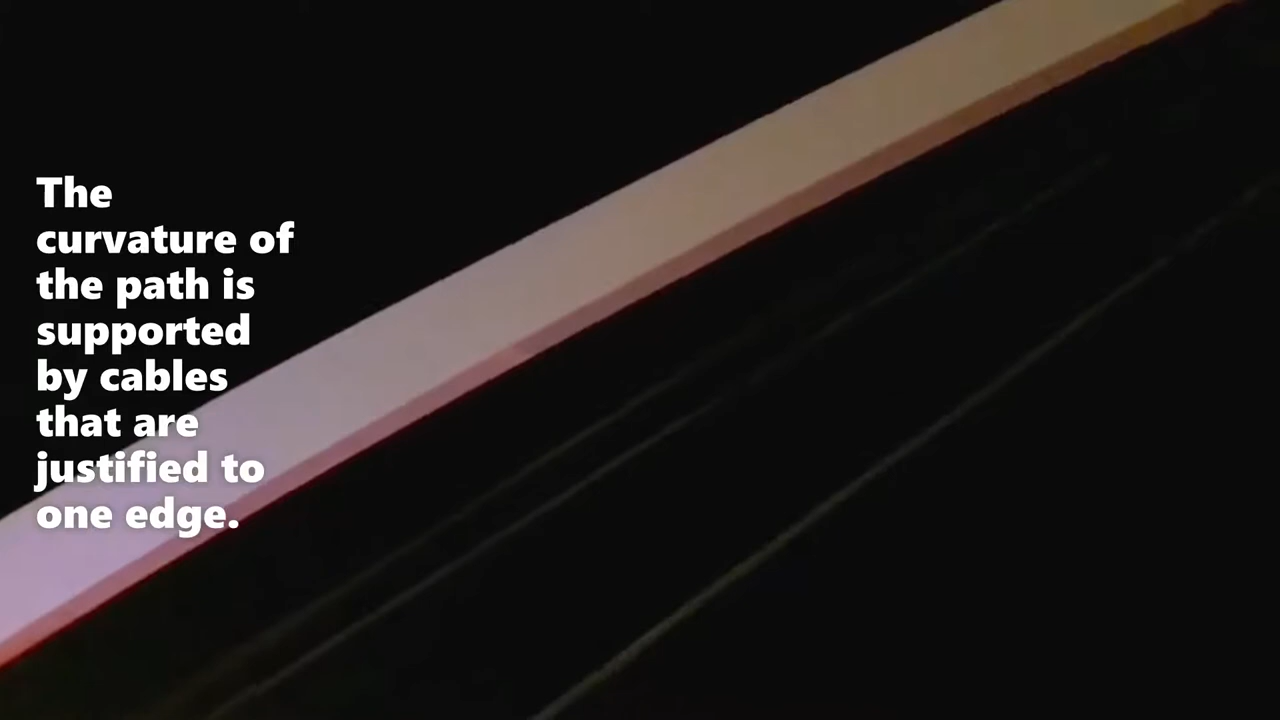 The
curvature of
the path is
supported
by cables
that are
justified to
one edge.